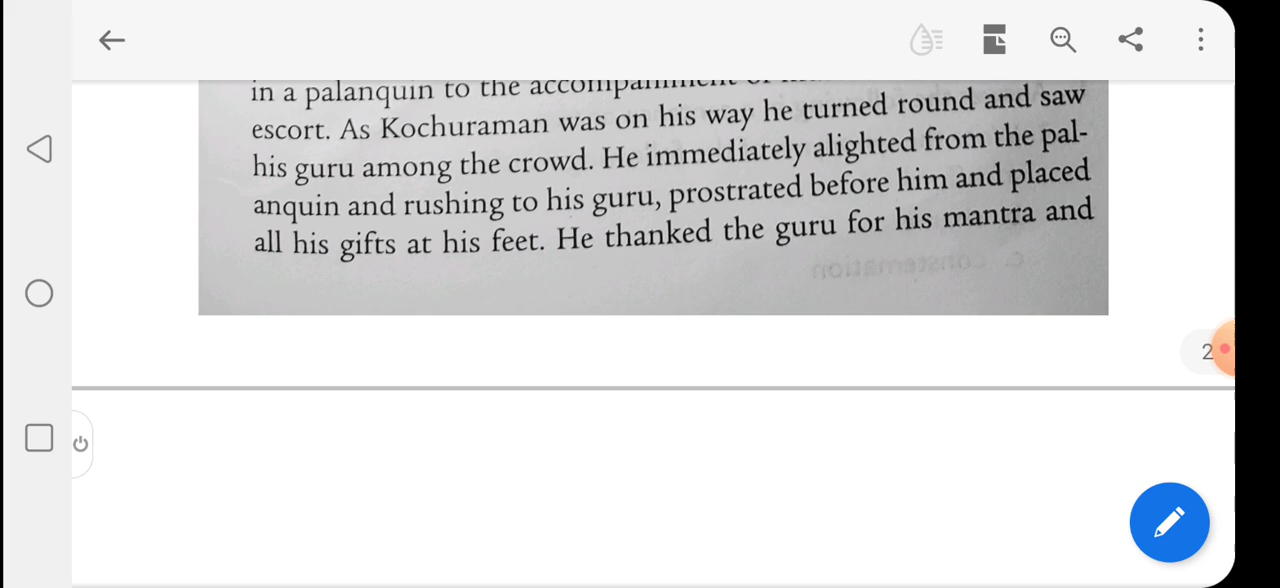 in a palanquin to the accompaniment of
escort. As Kochuraman was on his way he turned round and saw
his guru among the crowd. He immediately alighted from the pal-
anquin and rushing to his guru, prostrated before him and placed
all his gifts at his feet. He thanked the guru for his mantra and
2